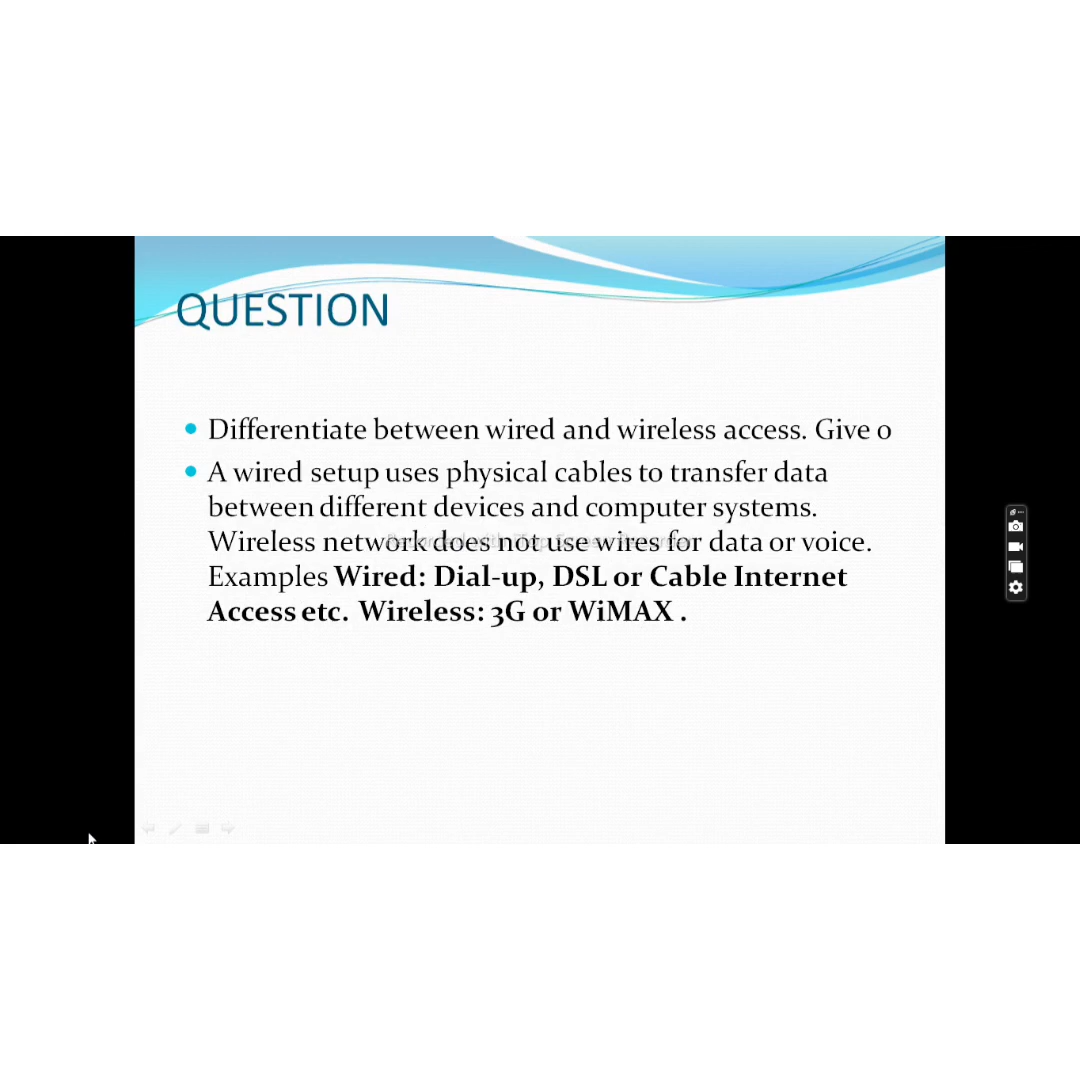 QUESTION
Differentiate between wired and wireless access. Give o
A wired setup uses physical cables to transfer data
between different devices and computer systems.
Wireless network does not use wires for data or voice.
Examples Wired: Dial-up, DSL or Cable Internet
Access etc. Wireless: 3G or WiMAX .